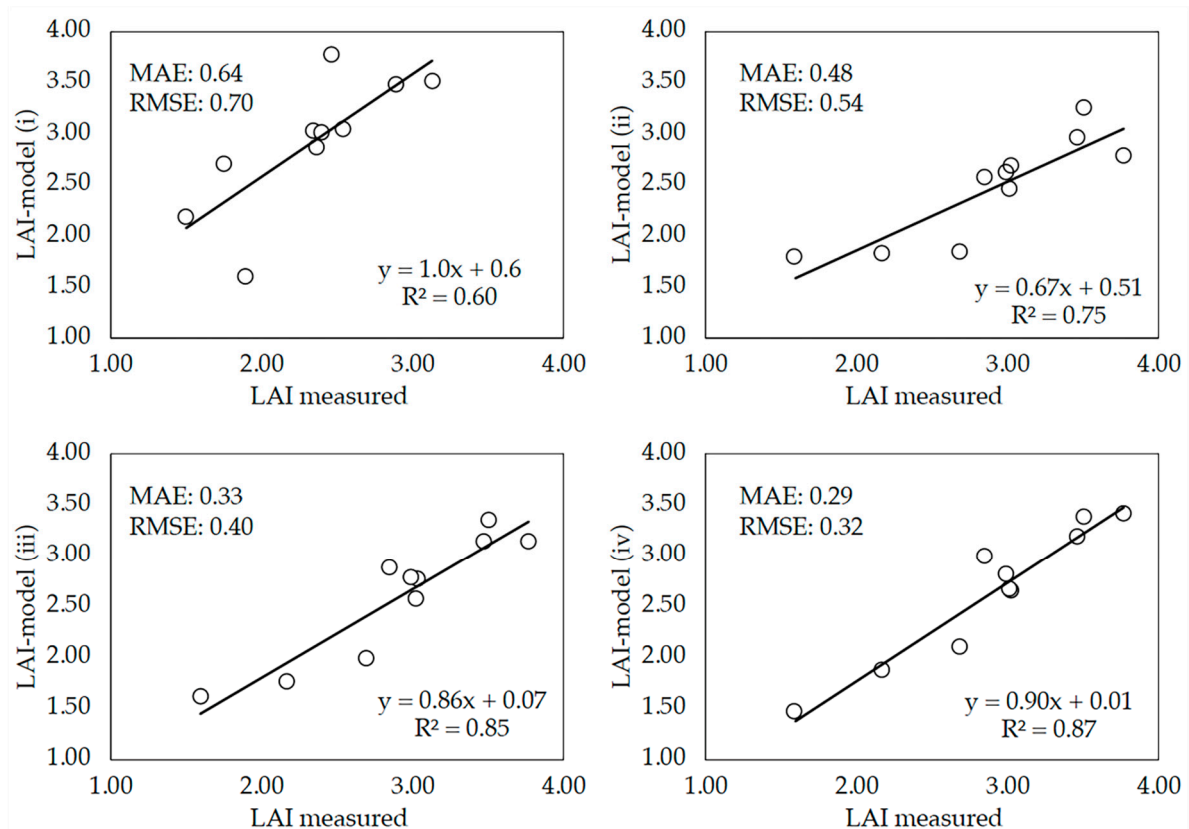 4.00
3.50
3.00
2.50
2.00
1.50
1.00
LAI-model (i)
MAE: 0.64
RMSE: 0.70
y = 1.0x + 0.6
R² = 0.60
1.00 2.00 3.00 4.00
LAI measured
4.00
3.50
3.00
2.50
2.00
1.50
1.00
LAI-model (ii)
MAE: 0.48
RMSE: 0.54
y = 0.67x + 0.51
R² = 0.75
1.00 2.00 3.00 4.00
LAI measured
4.00
3.50
3.00
2.50
2.00
1.50
1.00
LAI-model (iii)
MAE: 0.33
RMSE: 0.40
y = 0.86x + 0.07
R² = 0.85
1.00 2.00 3.00 4.00
LAI measured
4.00
3.50
3.00
2.50
2.00
1.50
1.00
LAI-model (iv)
MAE: 0.29
RMSE: 0.32
y = 0.90x + 0.01
R² = 0.87
1.00 2.00 3.00 4.00
LAI measured